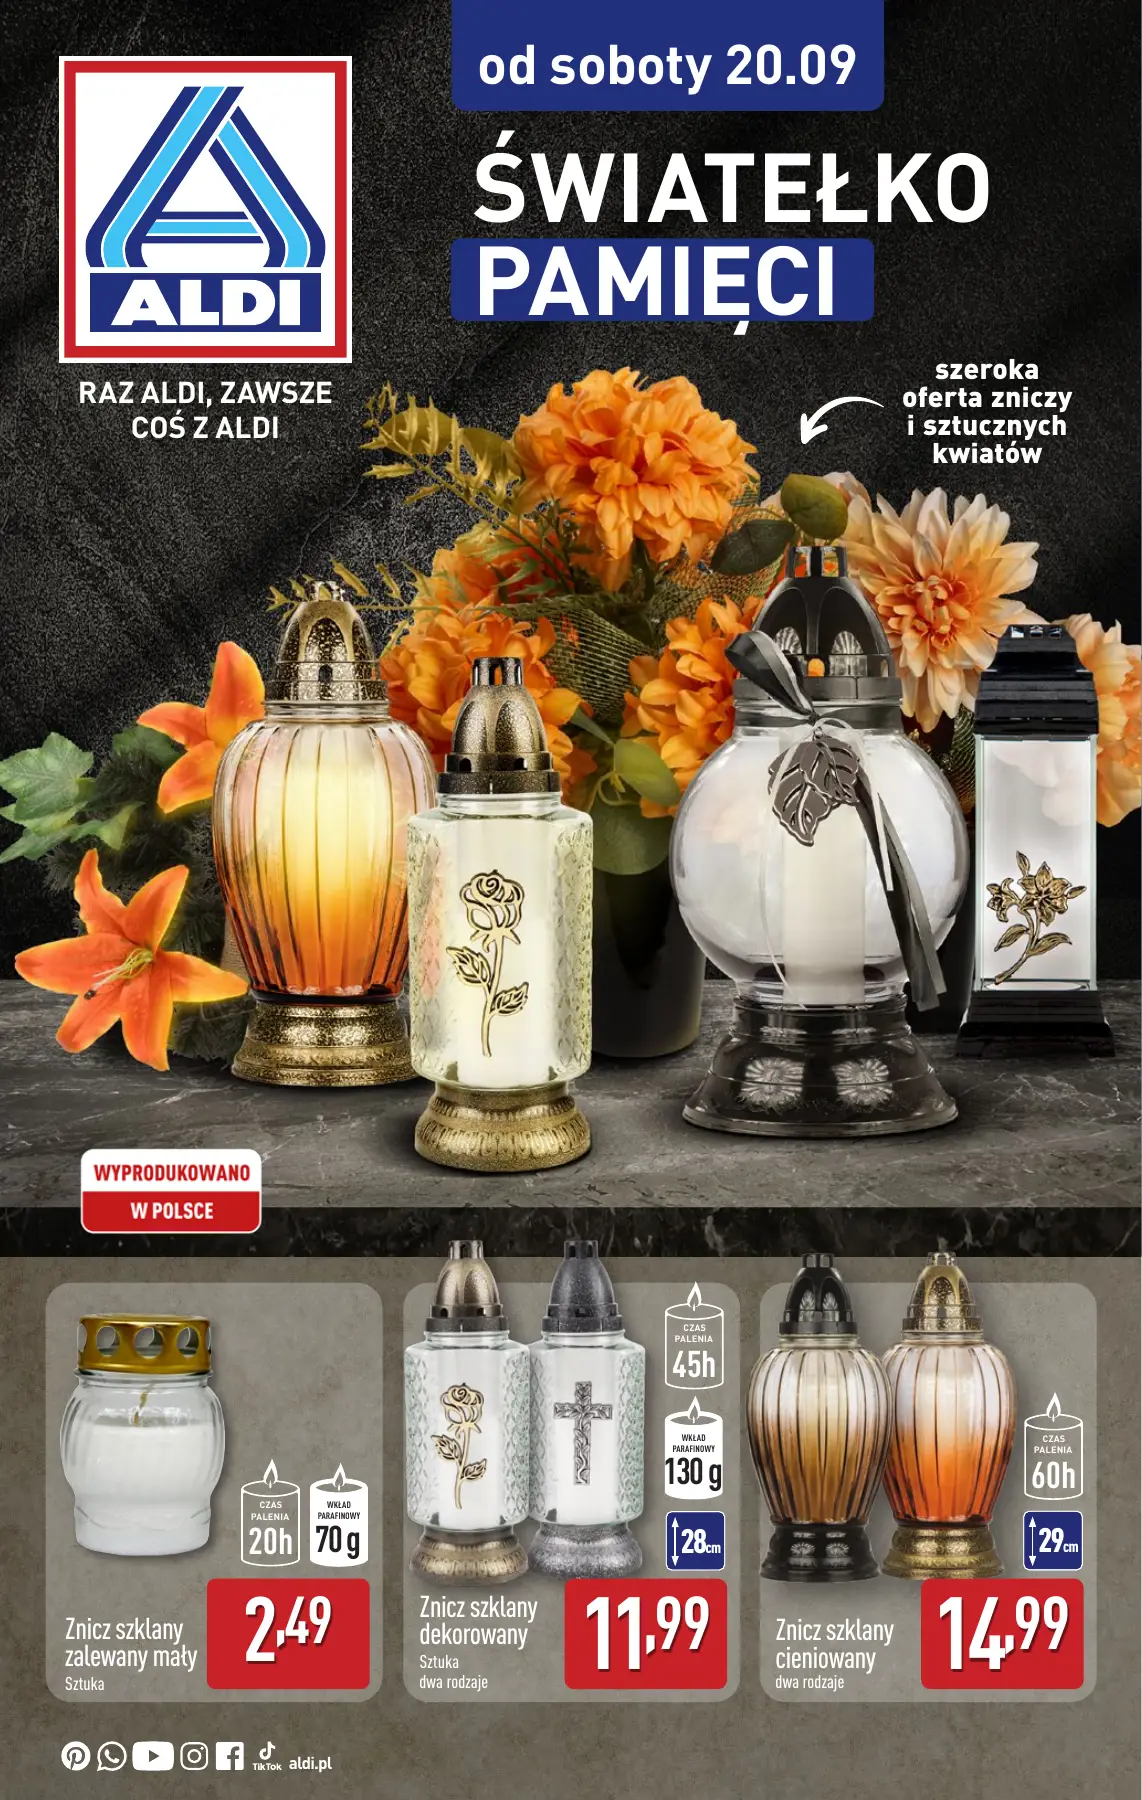 od soboty 20.09
ŚWIATEŁKO
PAMIĘCI
ALDI
RAZ ALDI, ZAWSZE
COŚ Z ALDI
szeroka
oferta zniczy
i sztucznych
kwiatów
WYPRODUKOWANO
W POLSCE
CZAS
PALENIA
20h
WKŁAD
PARAFINOWY
70 g
Znicz szklany
zalewany mały
Sztuka
2,49
CZAS
PALENIA
45h
WKŁAD
PARAFINOWY
130 g
28cm
Znicz szklany
dekorowany
Sztuka
dwa rodzaje
11,99
CZAS
PALENIA
60h
29cm
Znicz szklany
cieniowany
dwa rodzaje
14,99
TikTok
aldi.pl